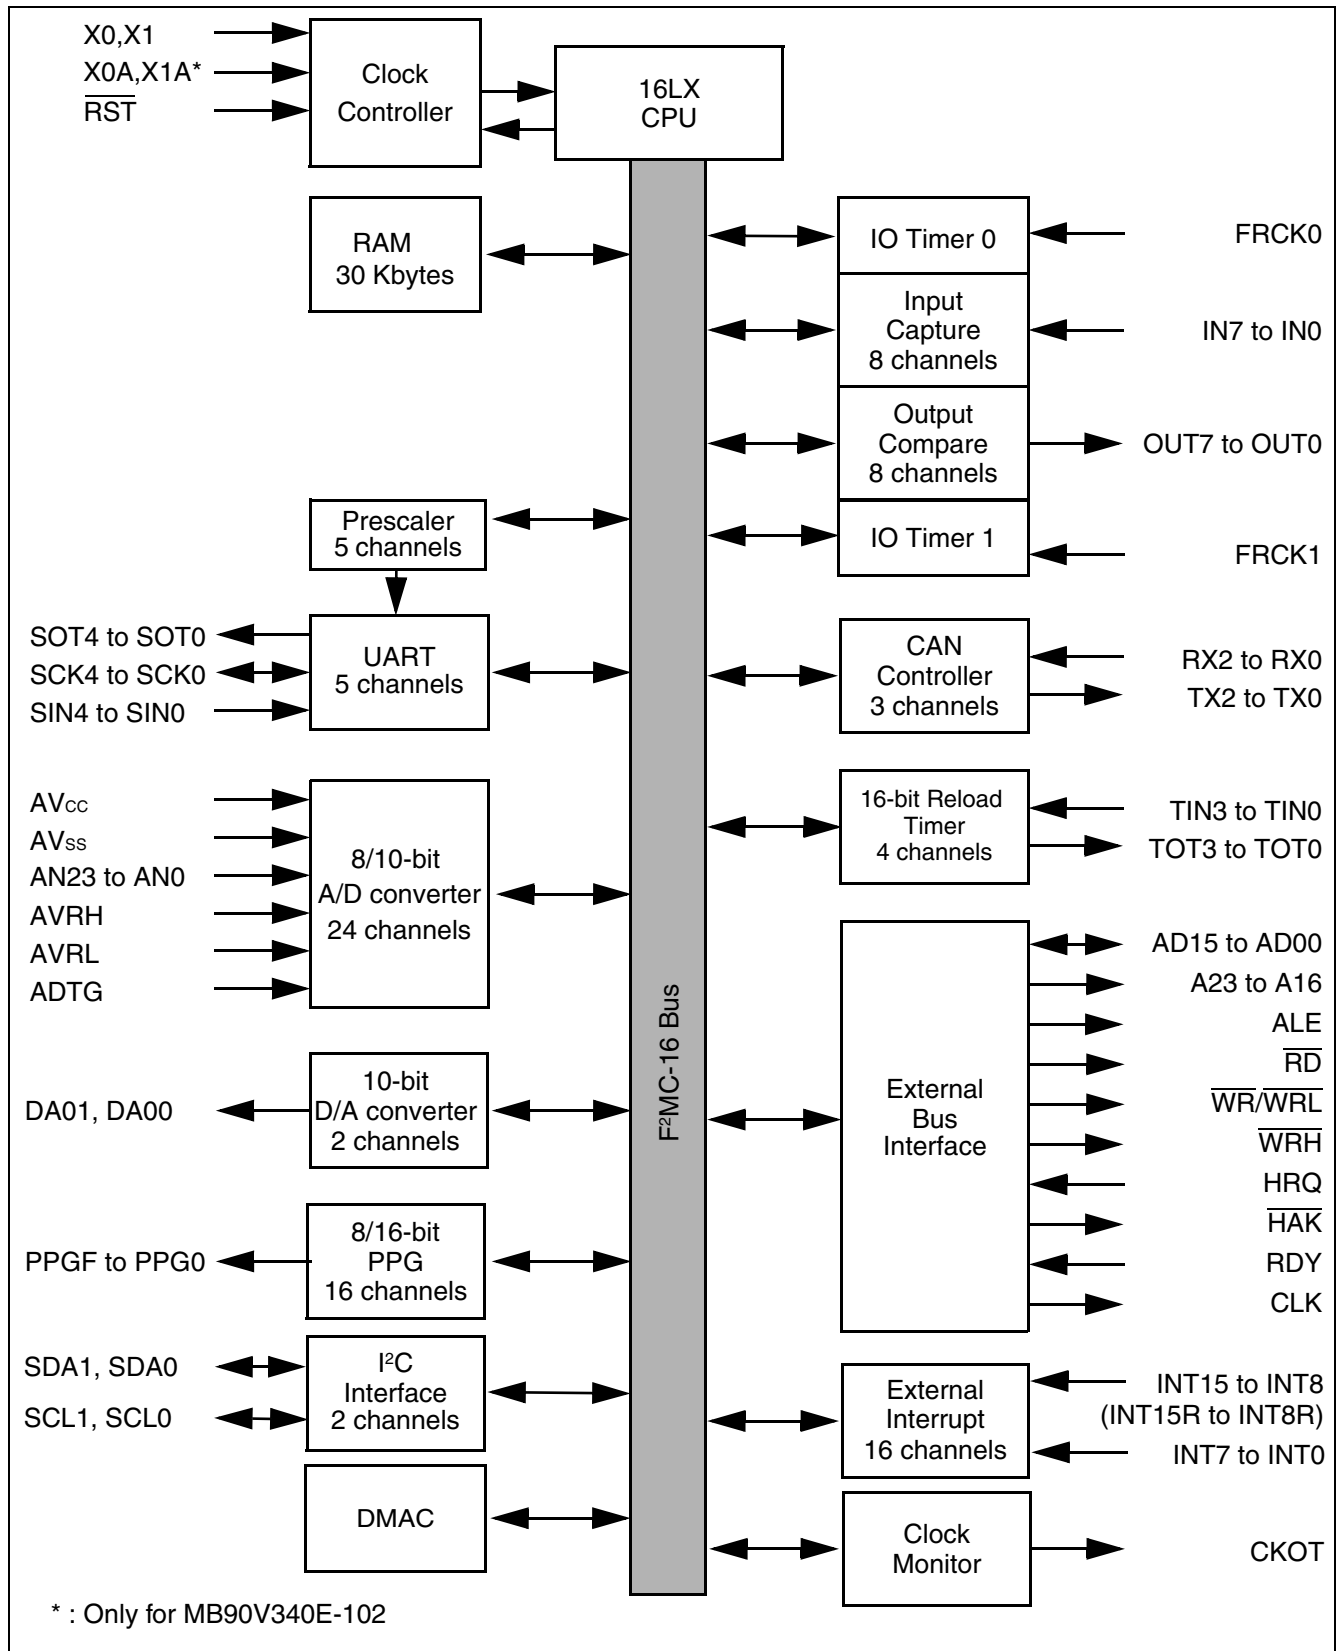 X0,X1
X0A,X1A*
RST
Clock
Controller
16LX
CPU
RAM
30 Kbytes
Prescaler
5 channels
SOT4 to SOT0
SCK4 to SCK0
SIN4 to SIN0
UART
5 channels
AVCC
AVSS
AN23 to AN0
AVRH
AVRL
ADTG
8/10-bit
A/D converter
24 channels
DA01, DA00
10-bit
D/A converter
2 channels
PPGF to PPG0
8/16-bit
PPG
16 channels
SDA1, SDA0
SCL1, SCL0
I²C
Interface
2 channels
DMAC
F²MC-16 Bus
IO Timer 0
FRCK0
Input
Capture
8 channels
IN7 to IN0
Output
Compare
8 channels
OUT7 to OUT0
IO Timer 1
FRCK1
CAN
Controller
3 channels
RX2 to RX0
TX2 to TX0
16-bit Reload
Timer
4 channels
TIN3 to TIN0
TOT3 to TOT0
External
Bus
Interface
AD15 to AD00
A23 to A16
ALE
RD
WR/WRL
WRH
HRQ
HAK
RDY
CLK
External
Interrupt
16 channels
INT15 to INT8
(INT15R to INT8R)
INT7 to INT0
Clock
Monitor
CKOT
* : Only for MB90V340E-102